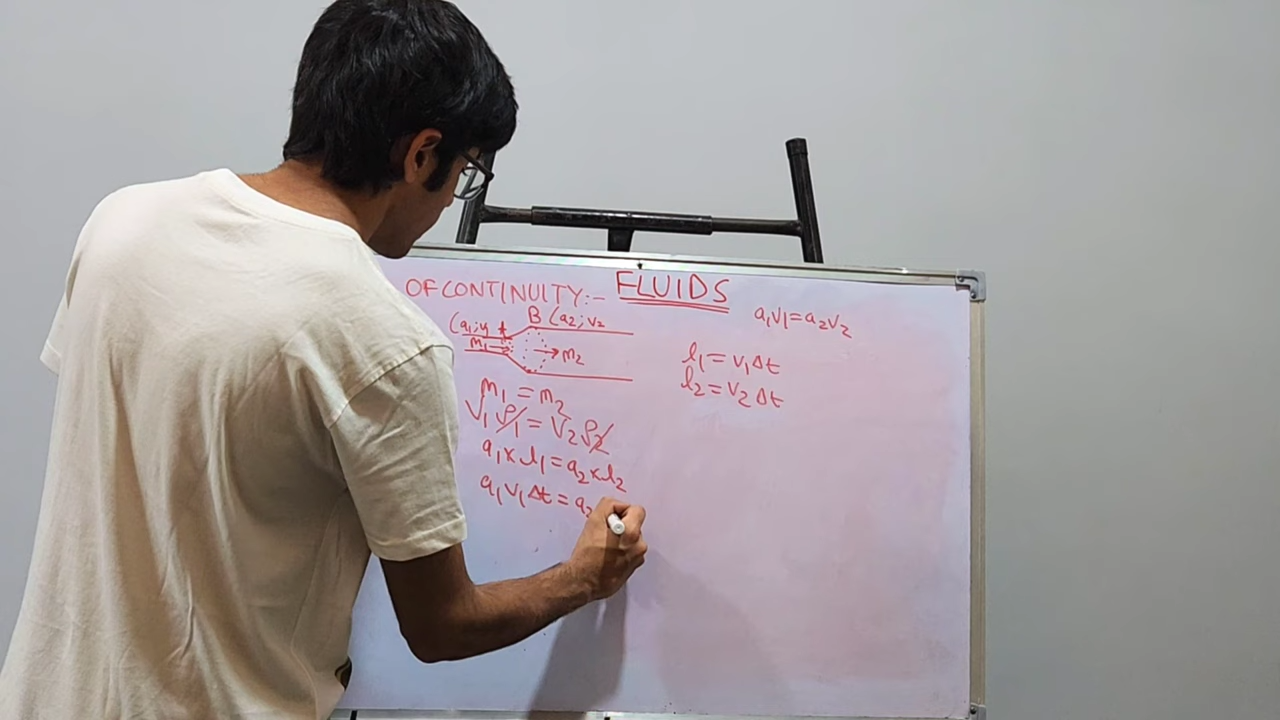 FLUIDS
OF CONTINUITY:-
a₁v₁=a₂v₂
B (a₂; v₂
(a₁;v₁ A
m₁→
→m₂
l₁=v₁Δt
l₂=v₂Δt
m₁=m₂
V₁ρ₁=V₂ρ₂
a₁×l₁=a₂×l₂
a₁v₁Δt=a₂